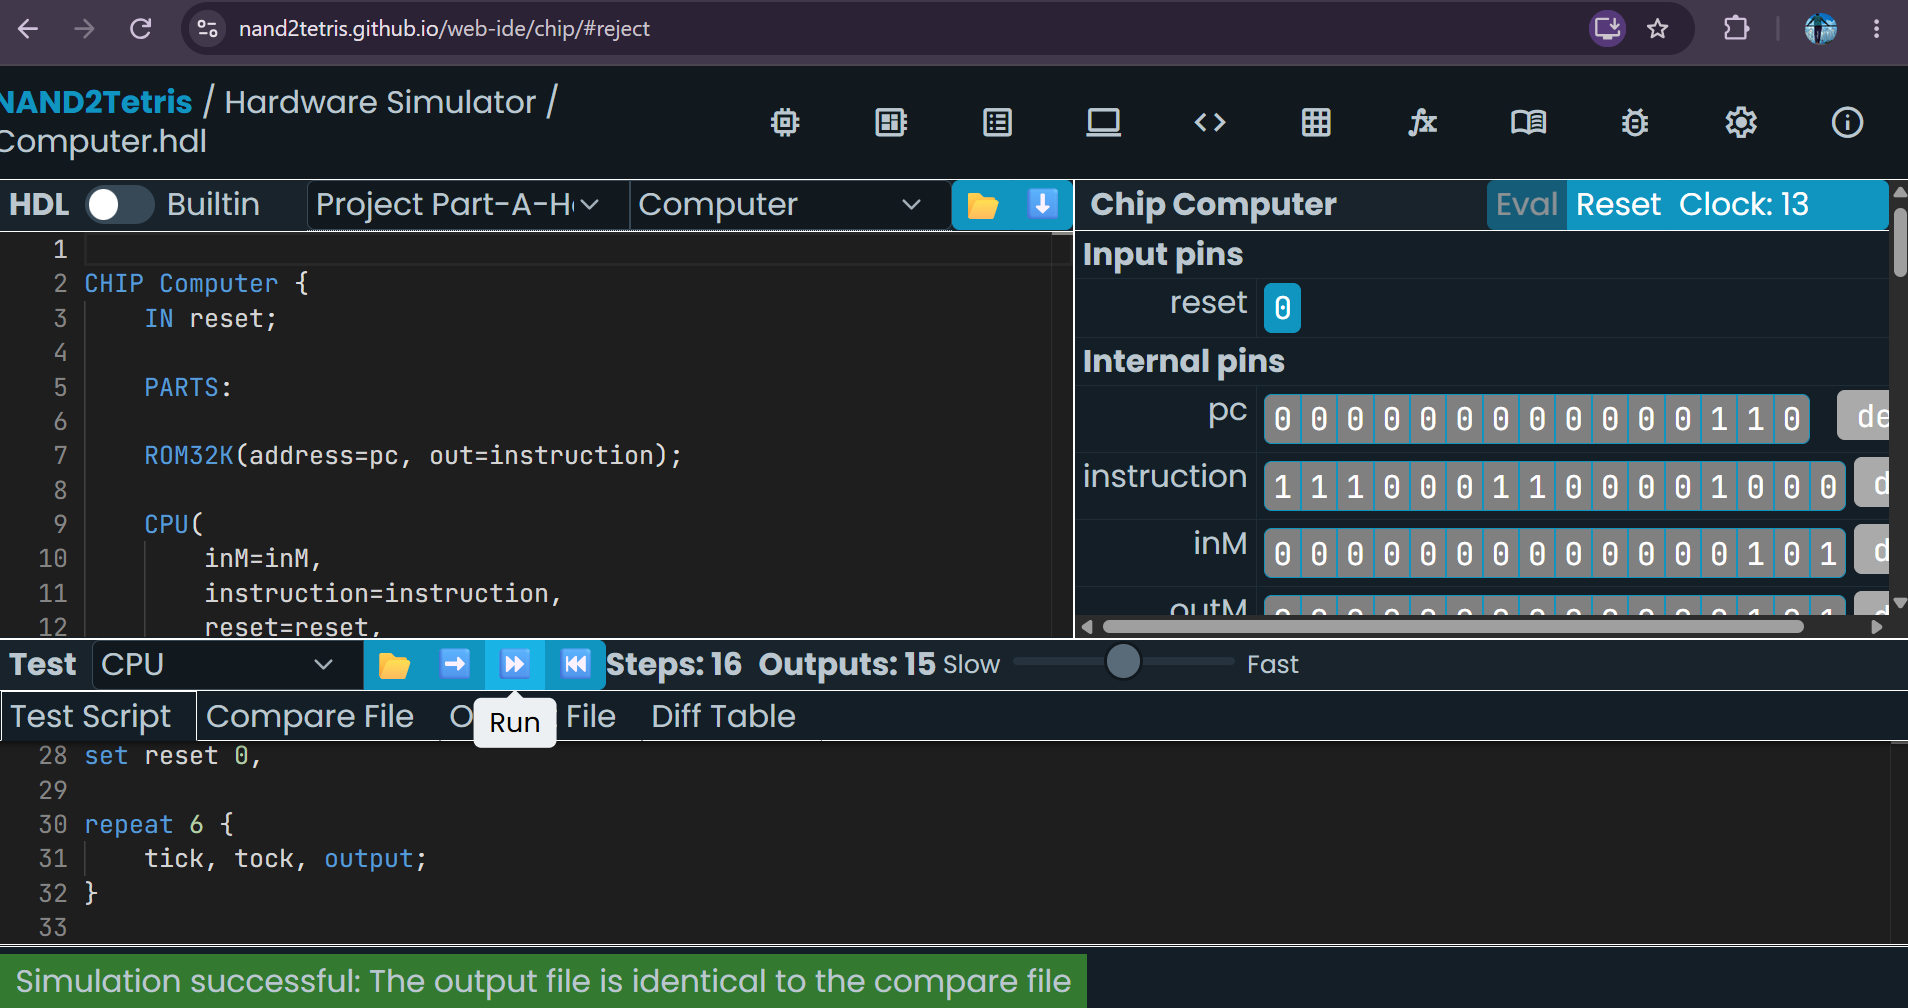 nand2tetris.github.io/web-ide/chip/#reject
NAND2Tetris / Hardware Simulator /
Computer.hdl
HDL Builtin Project Part-A-H Computer
1
2 CHIP Computer {
3 IN reset;
4
5 PARTS:
6
7 ROM32K(address=pc, out=instruction);
8
9 CPU(
10 inM=inM,
11 instruction=instruction,
12 reset=reset,
Chip Computer Eval Reset Clock: 13
Input pins
reset 0
Internal pins
pc 0 0 0 0 0 0 0 0 0 0 0 0 1 1 0 de
instruction 1 1 1 0 0 0 1 1 0 0 0 0 1 0 0 0 d
inM 0 0 0 0 0 0 0 0 0 0 0 0 0 1 0 1 d
outM
Test CPU Steps: 16 Outputs: 15 Slow Fast
Test Script Compare File O File Diff Table
Run
28 set reset 0,
29
30 repeat 6 {
31 tick, tock, output;
32 }
33
Simulation successful: The output file is identical to the compare file